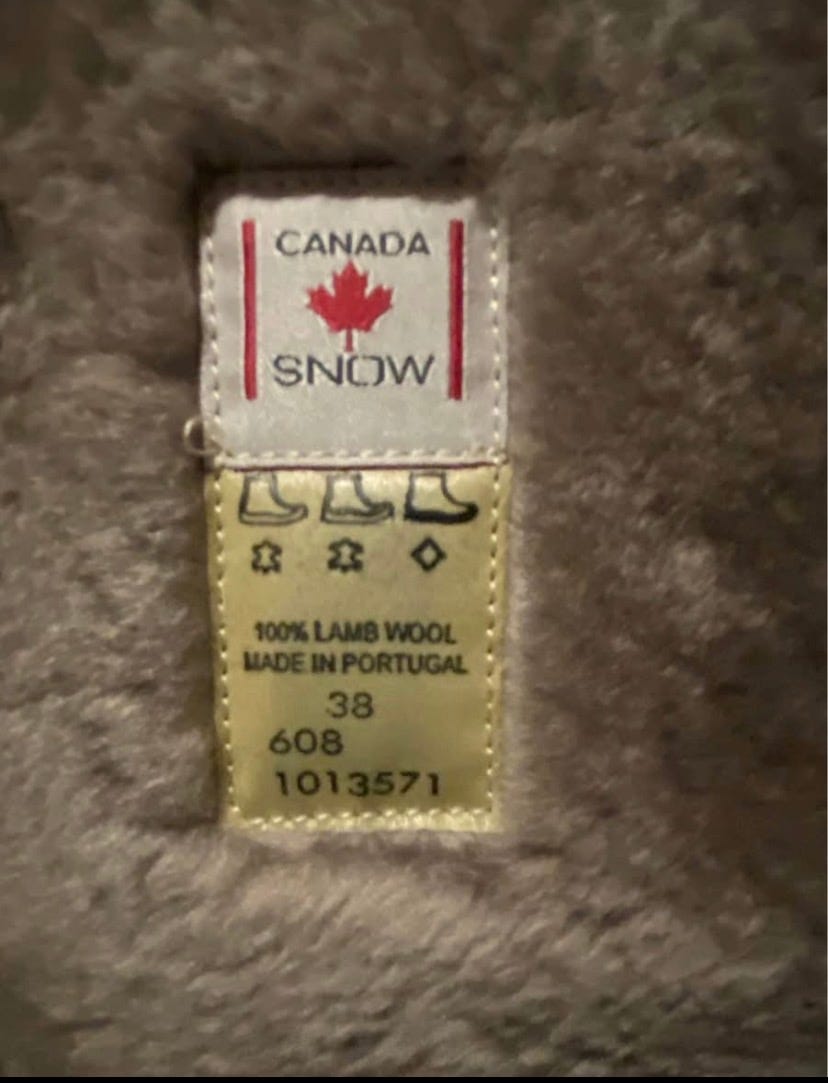 CANADA
SNOW
100% LAMB WOOL
MADE IN PORTUGAL
38
608
1013571